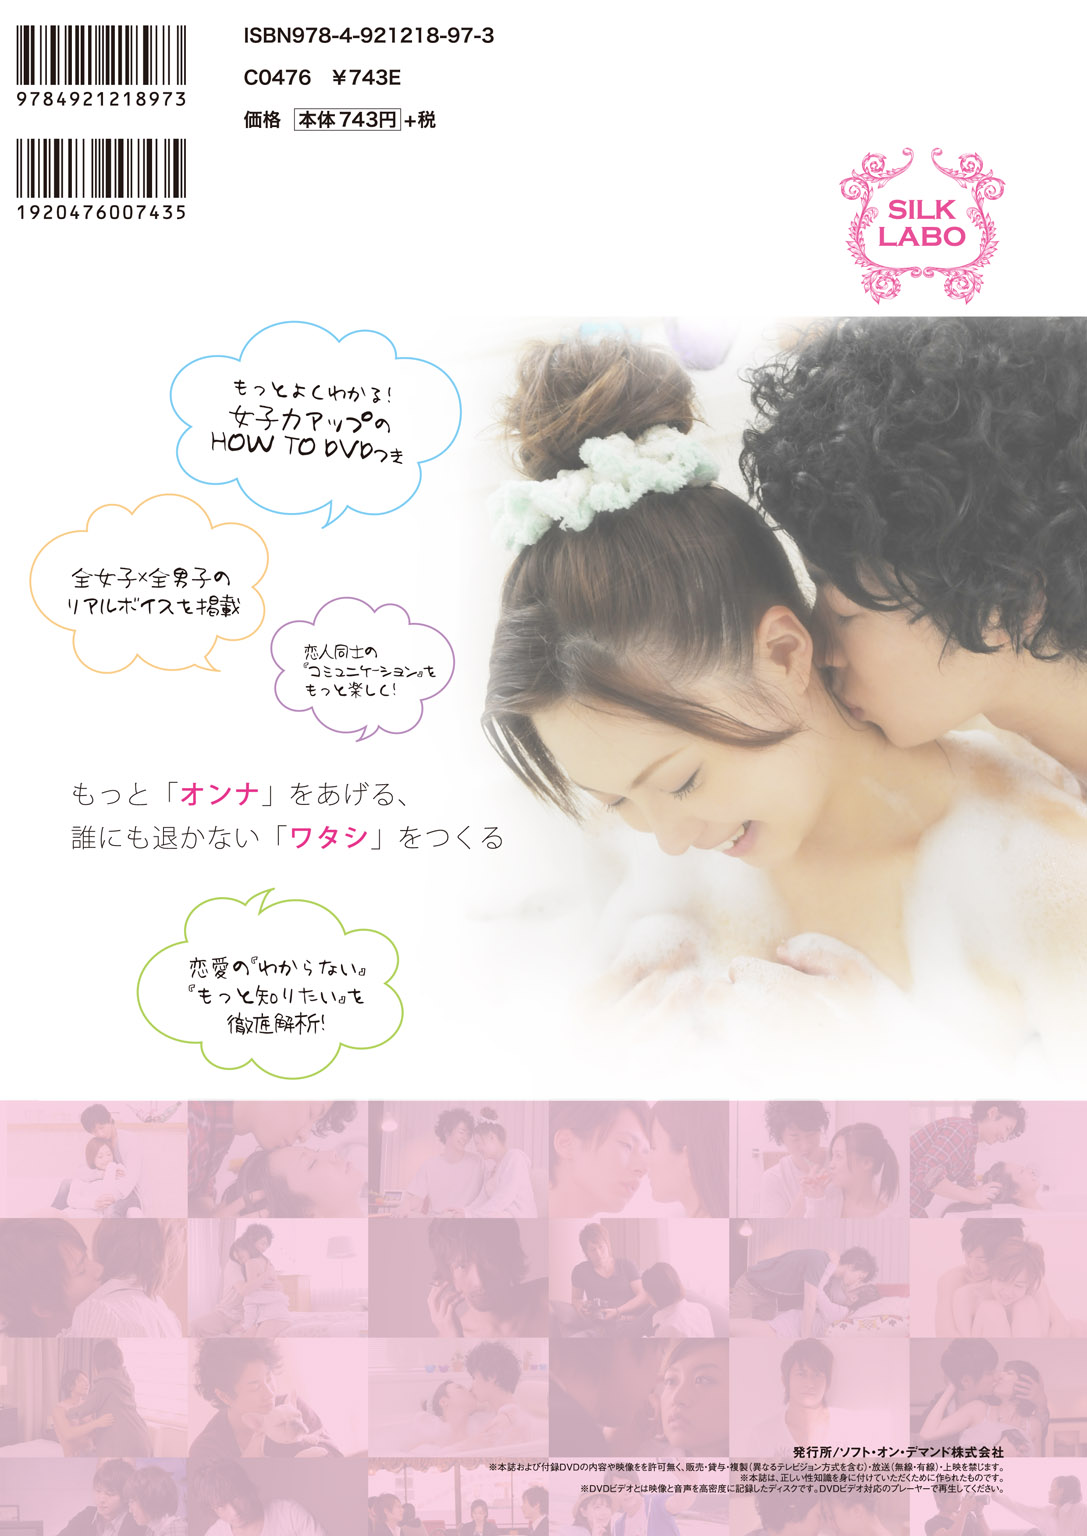 ISBN978-4-921218-97-3
C0476 ￥743E
価格 本体743円+税
9784921218973
1920476007435
SILK
LABO
もっとよくわかる！
女子力アップの
HOW TO DVDつき
全女子×全男子の
リアルボイスを掲載
恋人同士の
『コミュニケーション』を
もっと楽しく！
もっと「オンナ」をあげる、
誰にも退かない「ワタシ」をつくる
恋愛の『わからない』
『もっと知りたい』を
徹底解析！
発行所/ソフト・オン・デマンド株式会社
※本誌および付録DVDの内容や映像をを許可無く、販売・貸与・複製（異なるテレビジョン方式を含む）・放送（無線・有線）・上映を禁じます。
※本誌は、正しい性知識を身に付けていただくために作られたものです。
※DVDビデオとは映像と音声を高密度に記録したディスクです。DVDビデオ対応のプレーヤーで再生してください。